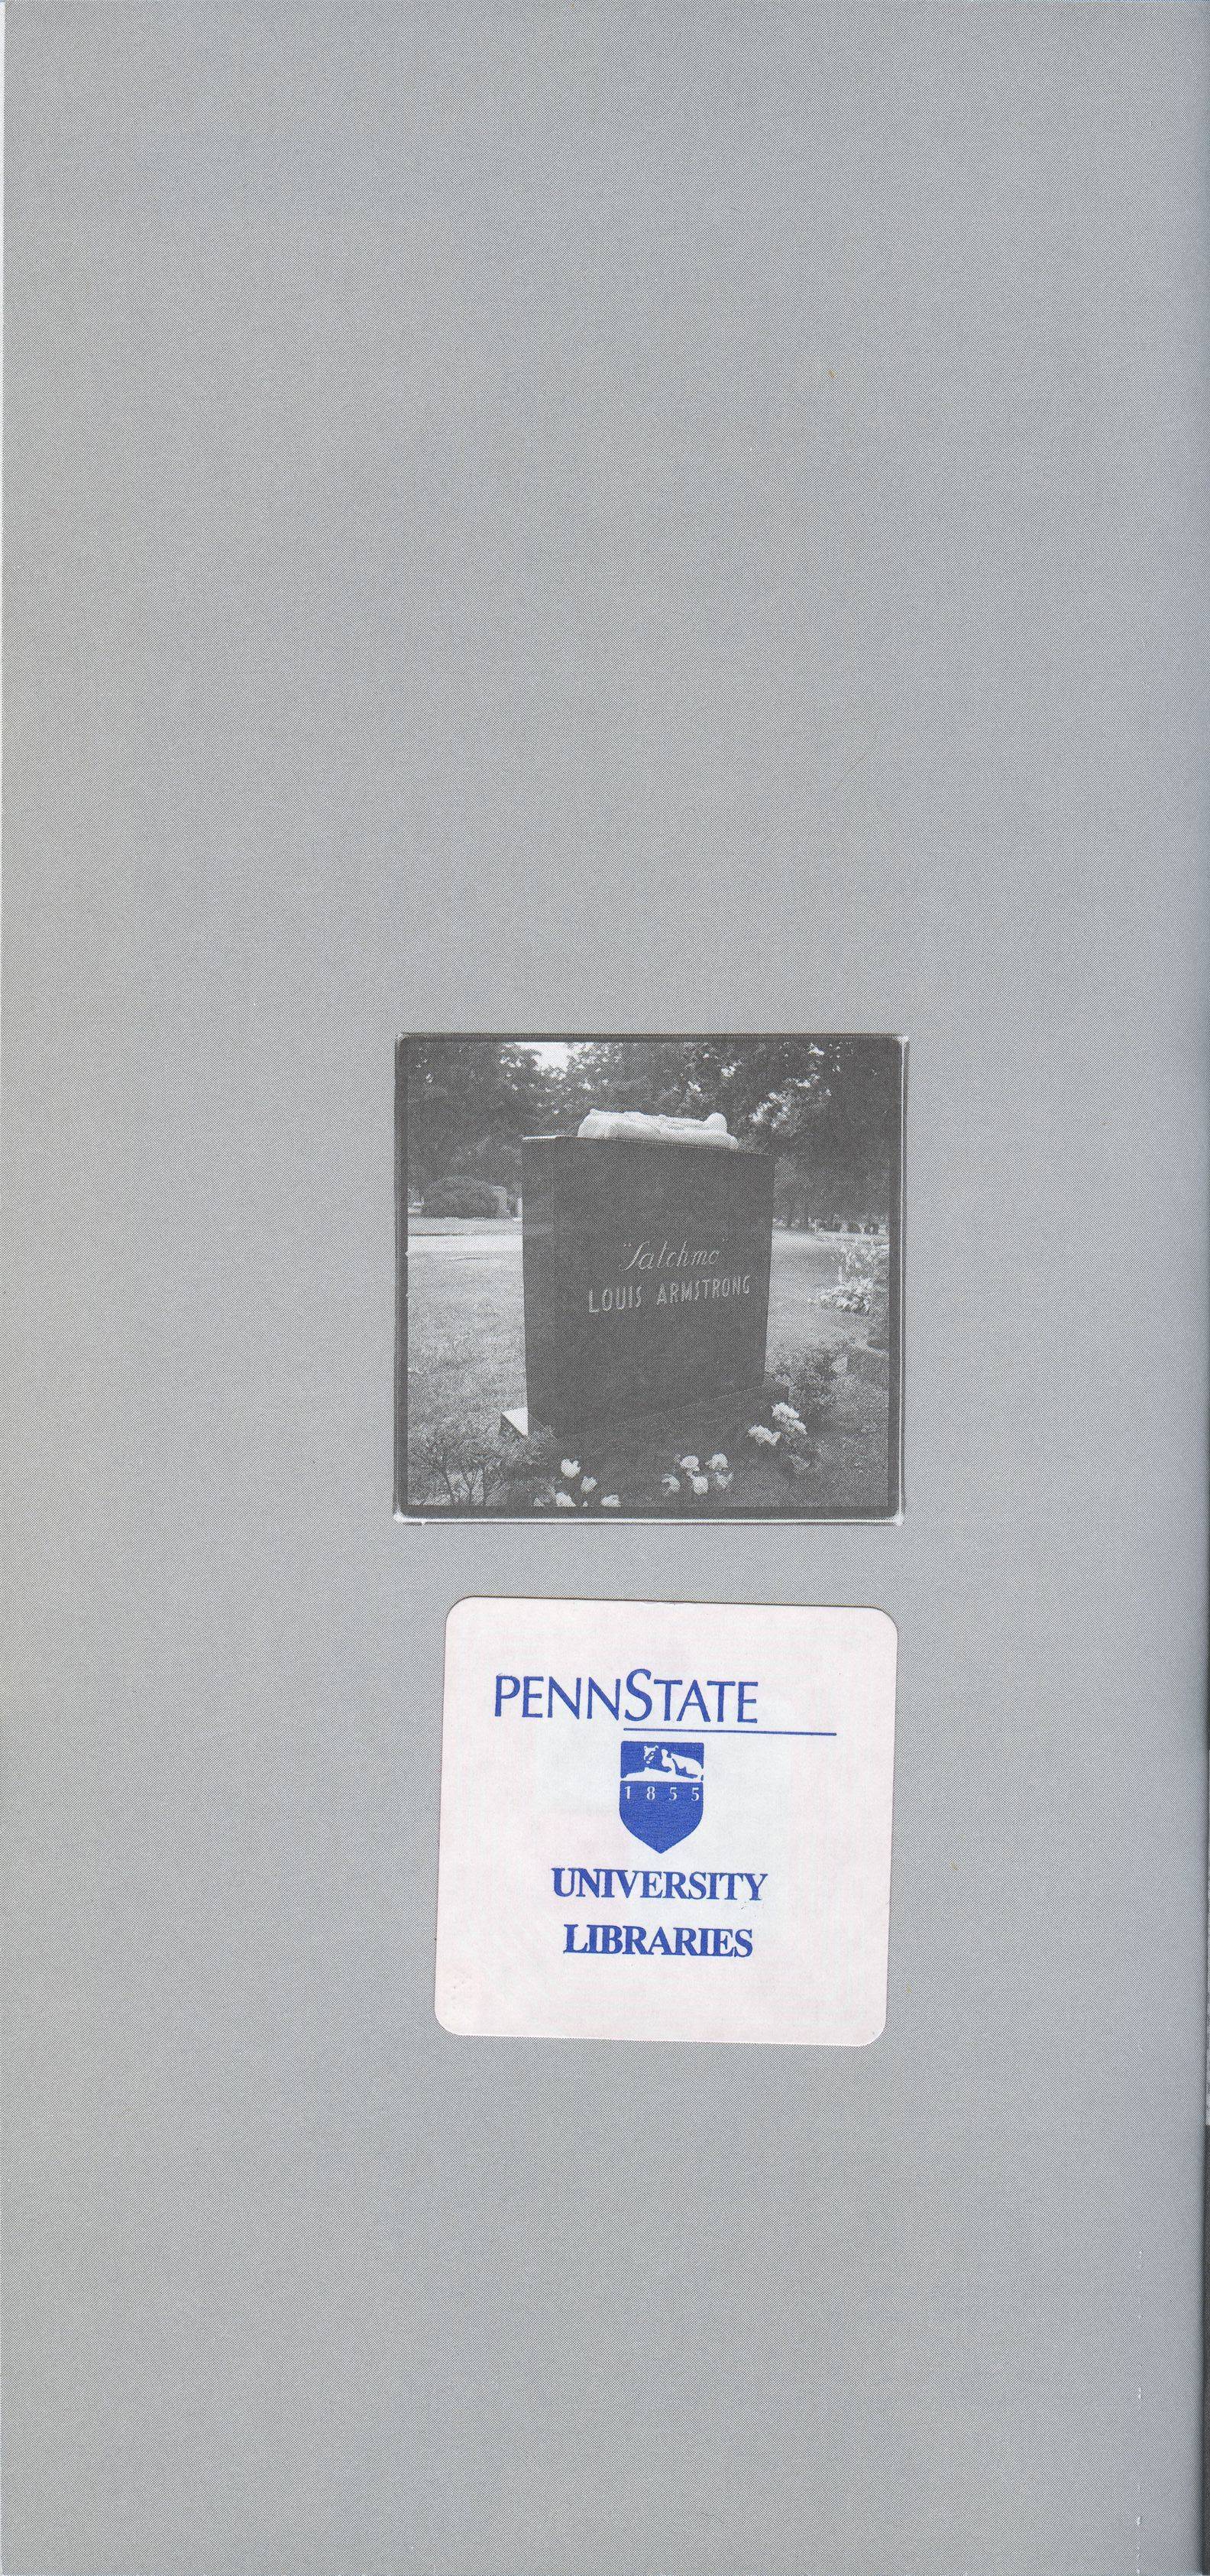 "Satchmo"
LOUIS ARMSTRONG
PENNSTATE
1855
UNIVERSITY
LIBRARIES